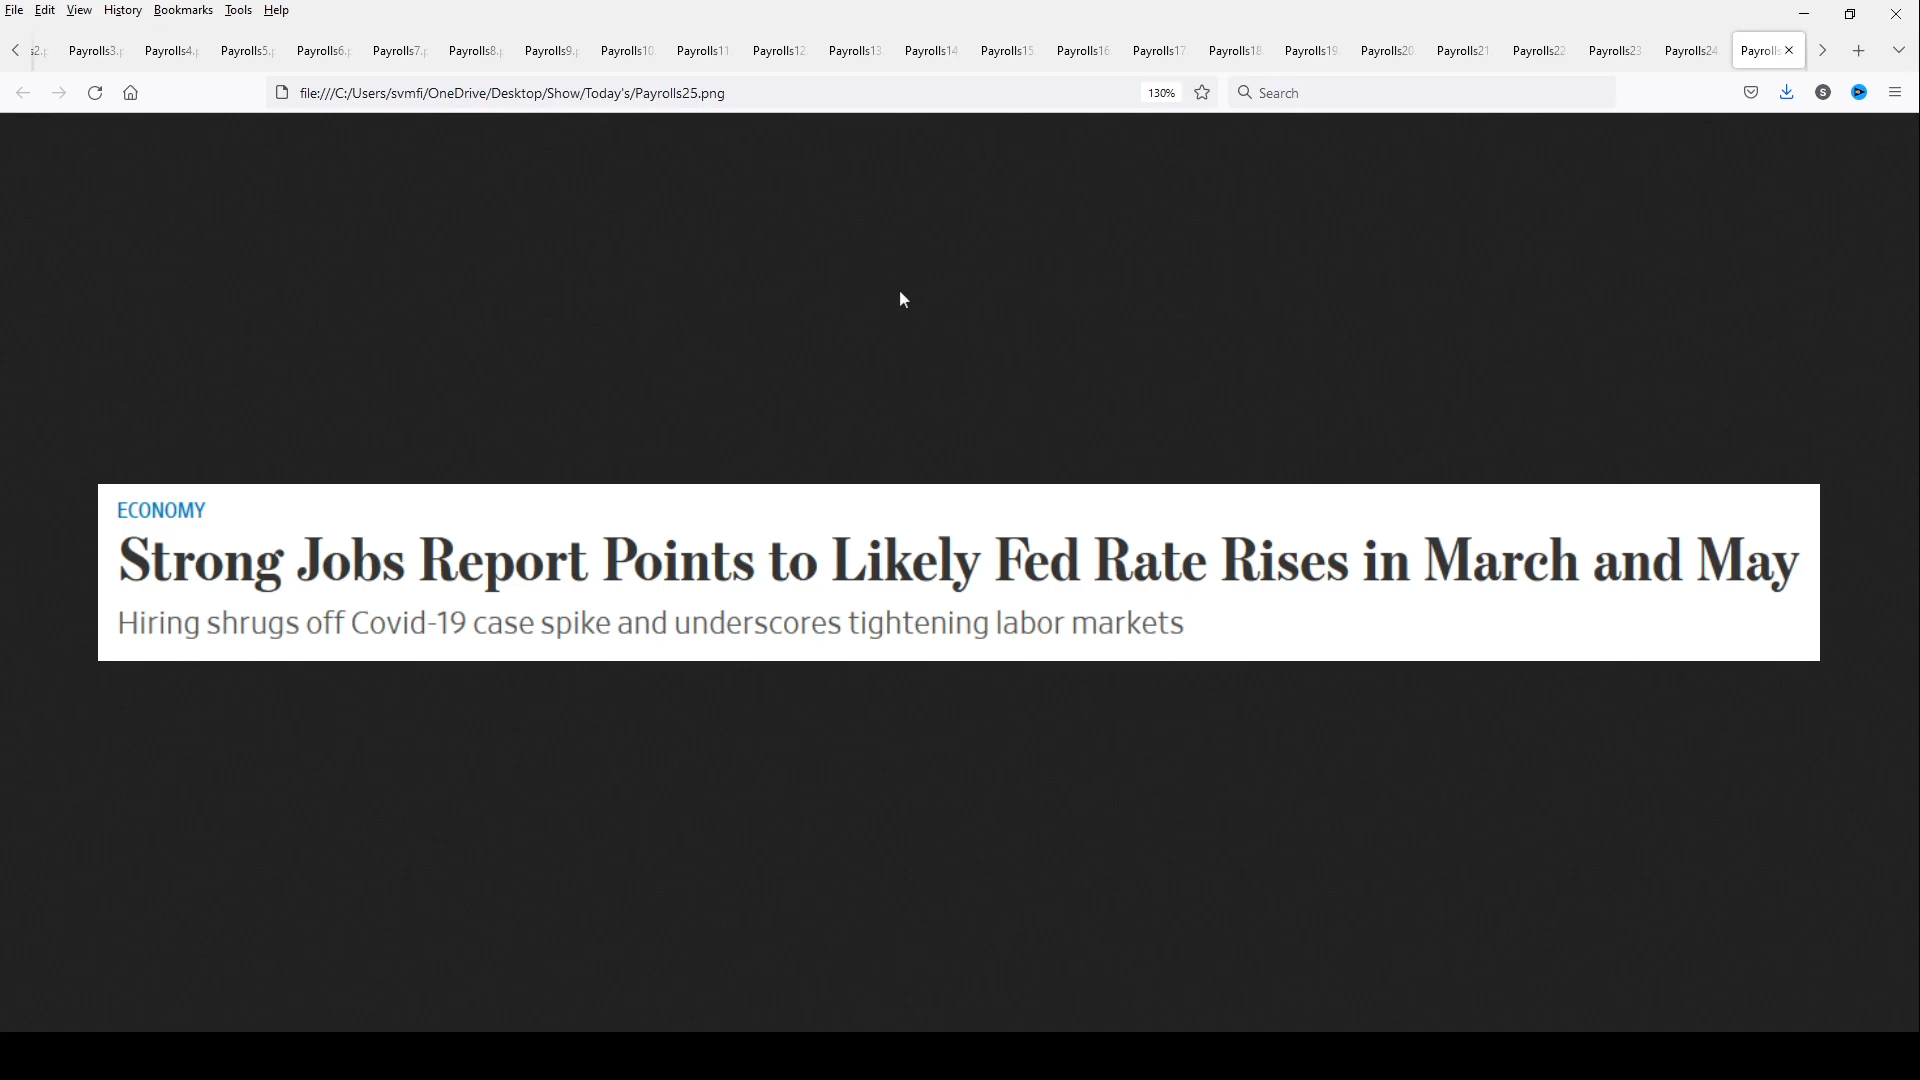 File Edit View History Bookmarks Tools Help
s2.p Payrolls3.p Payrolls4.p Payrolls5.p Payrolls6.p Payrolls7.p Payrolls8.p Payrolls9.p Payrolls10. Payrolls11 Payrolls12. Payrolls13. Payrolls14. Payrolls15. Payrolls16. Payrolls17. Payrolls18. Payrolls19. Payrolls20 Payrolls21 Payrolls22 Payrolls23 Payrolls24. Payrolls
file:///C:/Users/svmfi/OneDrive/Desktop/Show/Today's/Payrolls25.png 130% Search S
ECONOMY
Strong Jobs Report Points to Likely Fed Rate Rises in March and May
Hiring shrugs off Covid-19 case spike and underscores tightening labor markets